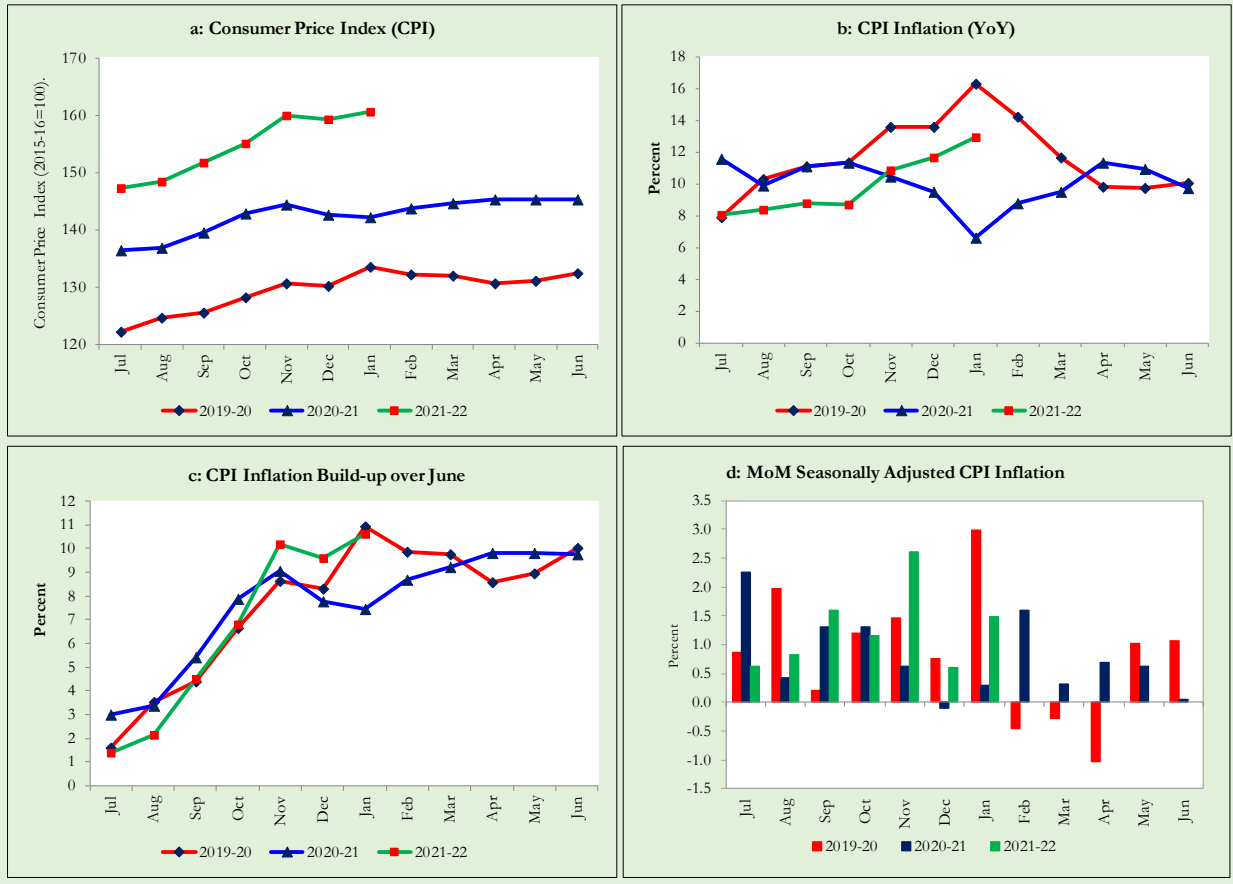 a: Consumer Price Index (CPI)
Consumer Price Index (2015-16=100).
170
160
150
140
130
120
Jul Aug Sep Oct Nov Dec Jan Feb Mar Apr May Jun
2019-20 2020-21 2021-22
b: CPI Inflation (YoY)
Percent
18
16
14
12
10
8
6
4
2
0
Jul Aug Sep Oct Nov Dec Jan Feb Mar Apr May Jun
2019-20 2020-21 2021-22
c: CPI Inflation Build-up over June
Percent
12
11
10
9
8
7
6
5
4
3
2
1
0
Jul Aug Sep Oct Nov Dec Jan Feb Mar Apr May Jun
2019-20 2020-21 2021-22
d: MoM Seasonally Adjusted CPI Inflation
Percent
3.5
3.0
2.5
2.0
1.5
1.0
0.5
0.0
-0.5
-1.0
-1.5
Jul Aug Sep Oct Nov Dec Jan Feb Mar Apr May Jun
2019-20 2020-21 2021-22